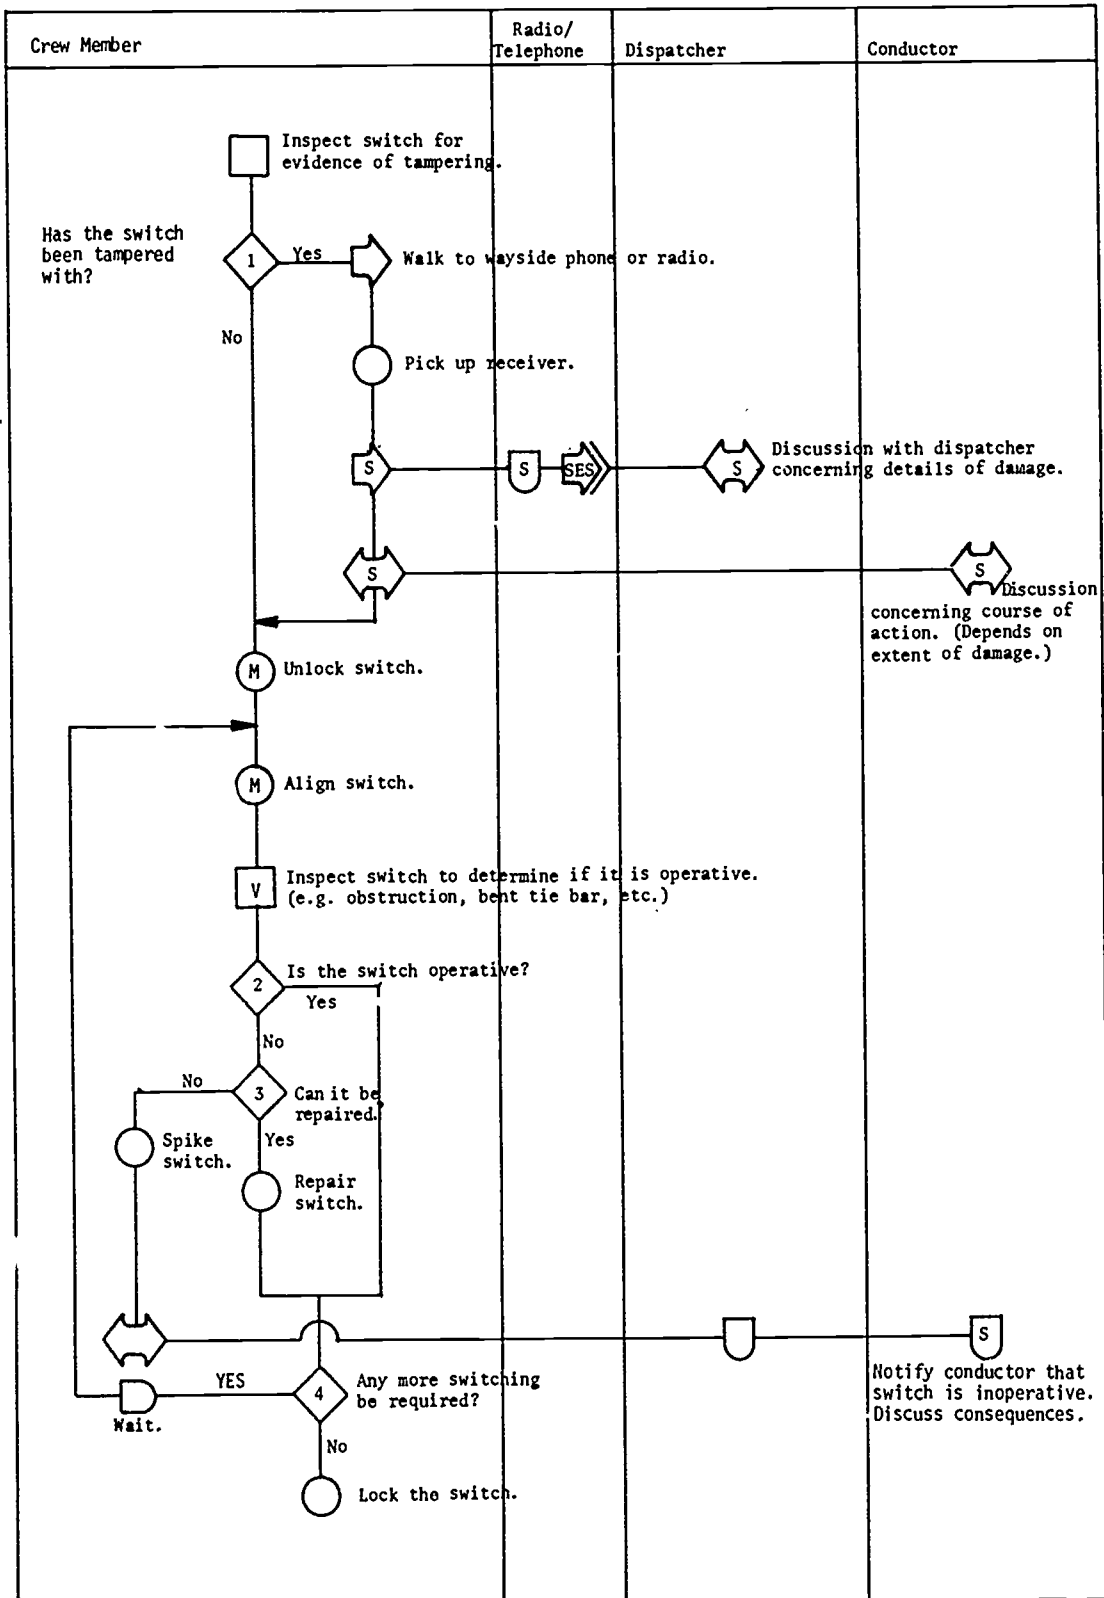 Crew Member
Radio/
Telephone
Dispatcher
Conductor
Inspect switch for
evidence of tampering.
Has the switch
been tampered
with?
1
Yes
Walk to wayside phone or radio.
No
Pick up receiver.
S
S
SES
S
Discussion with dispatcher
concerning details of damage.
S
S
Discussion
concerning course of
action. (Depends on
extent of damage.)
M
Unlock switch.
M
Align switch.
V
Inspect switch to determine if it is operative.
(e.g. obstruction, bent tie bar, etc.)
2
Is the switch operative?
Yes
No
No
3
Can it be
repaired.
Spike
switch.
Yes
Repair
switch.
S
Notify conductor that
switch is inoperative.
Discuss consequences.
YES
4
Any more switching
be required?
Wait.
No
Lock the switch.